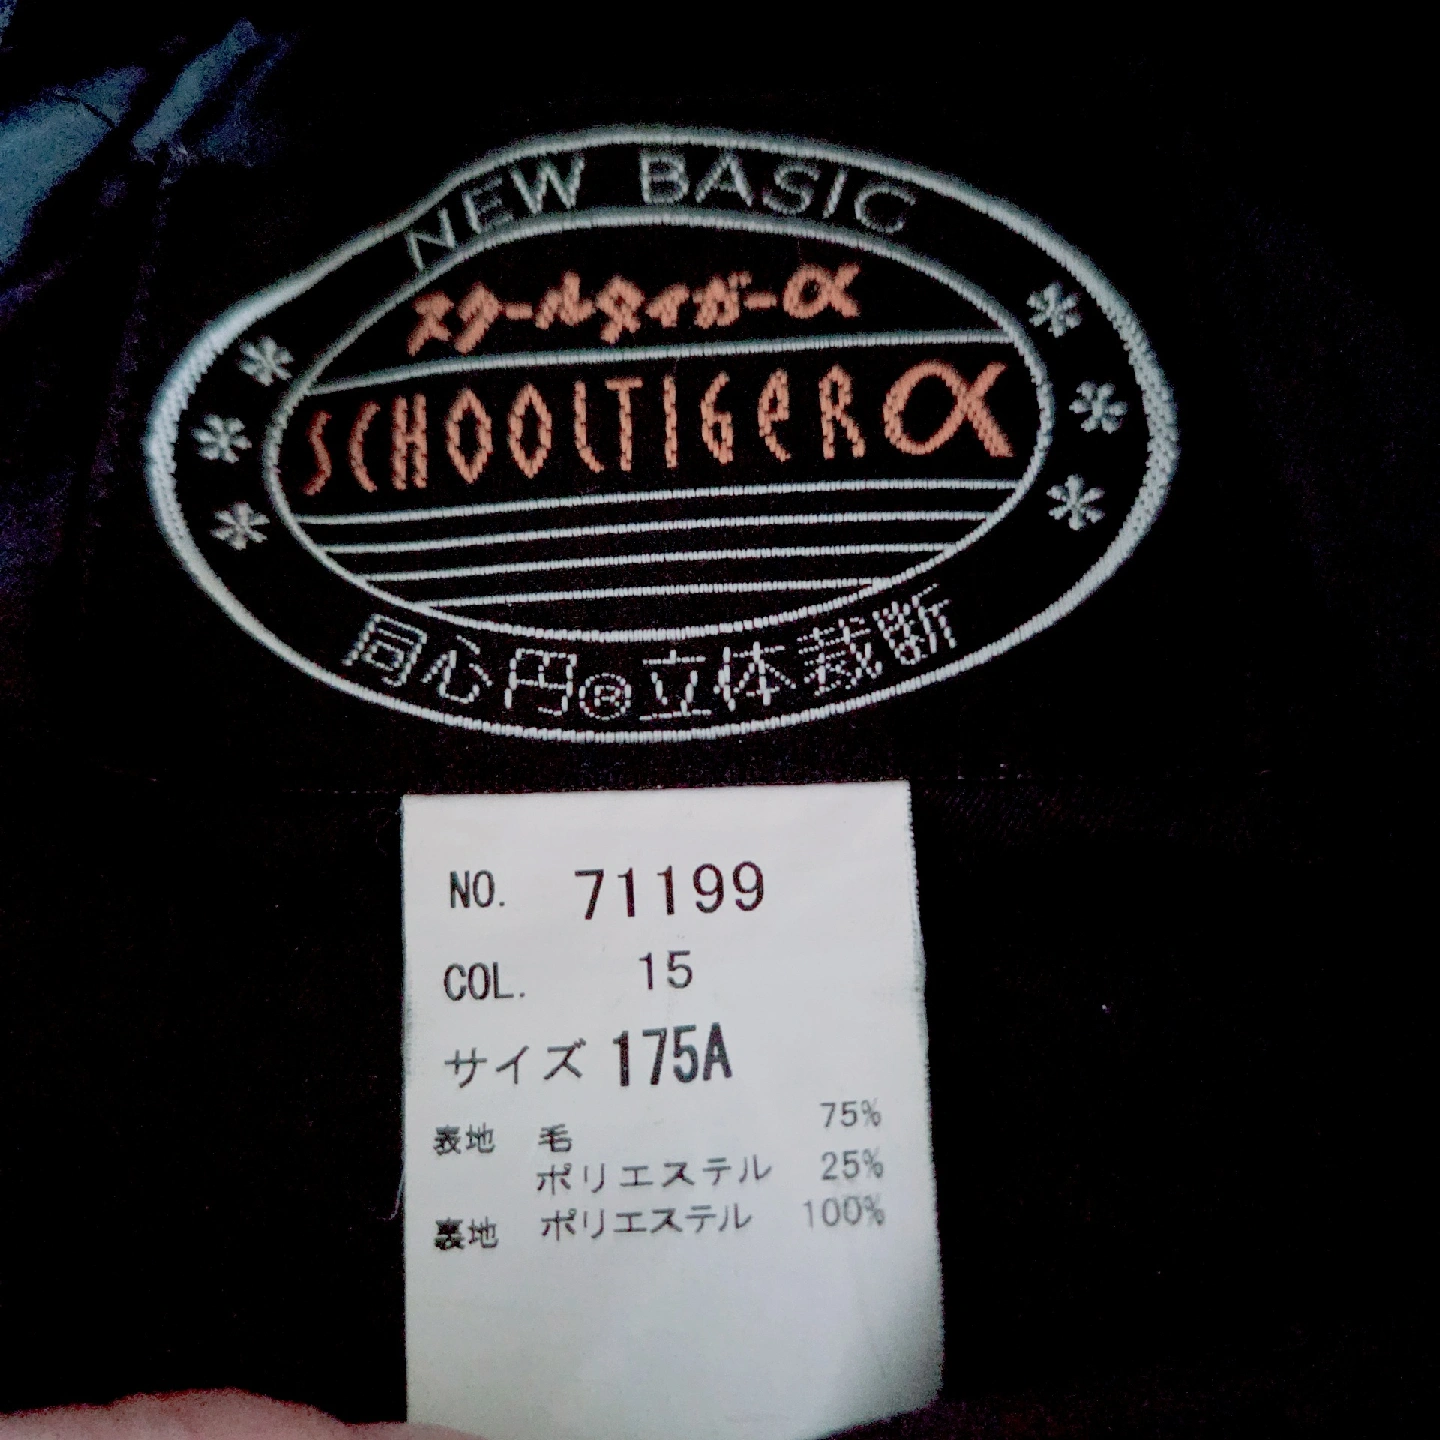 NEW BASIC
スクールタイガーα
SCHOOLTIGERα
同心円®立体裁断
NO. 71199
COL. 15
サイズ 175A
表地 毛 75%
ポリエステル 25%
裏地 ポリエステル 100%